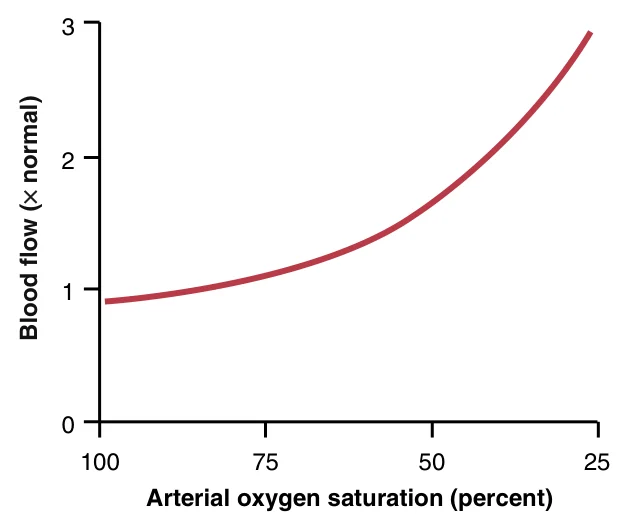 3
2
1
0
Blood flow (× normal)
100 75 50 25
Arterial oxygen saturation (percent)